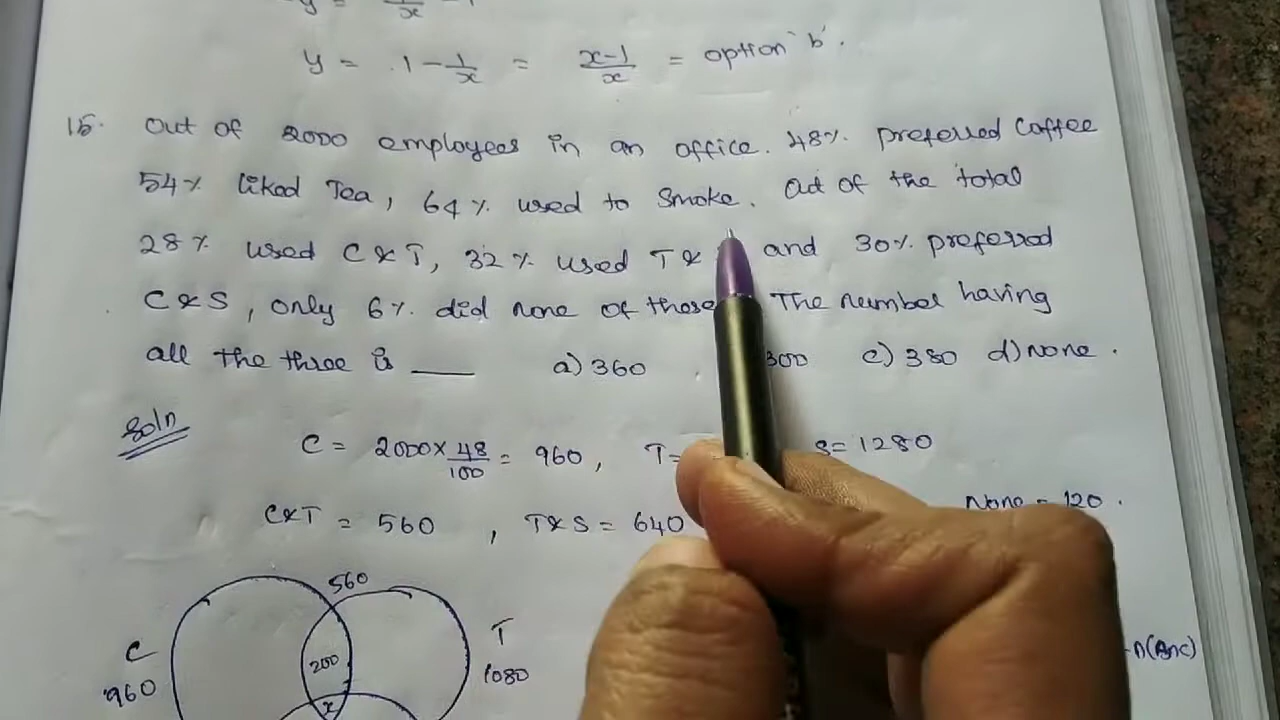 y = 1 - 1/x = x-1/x = option 'b'.
15. Out of 2000 employees in an office. 48% preferred Coffee
54% liked Tea, 64% used to Smoke. Out of the total
28% used C & T, 32% used T & and 30% preferred
C & S, only 6% did none of these The number having
all the three is ____ a) 360 300 c) 380 d) none.
Soln
C = 2000 × 48/100 = 960, T= S= 1280
C&T = 560, T& S = 640 None = 120.
560
C T
200
960 1080
x
n(BnC)